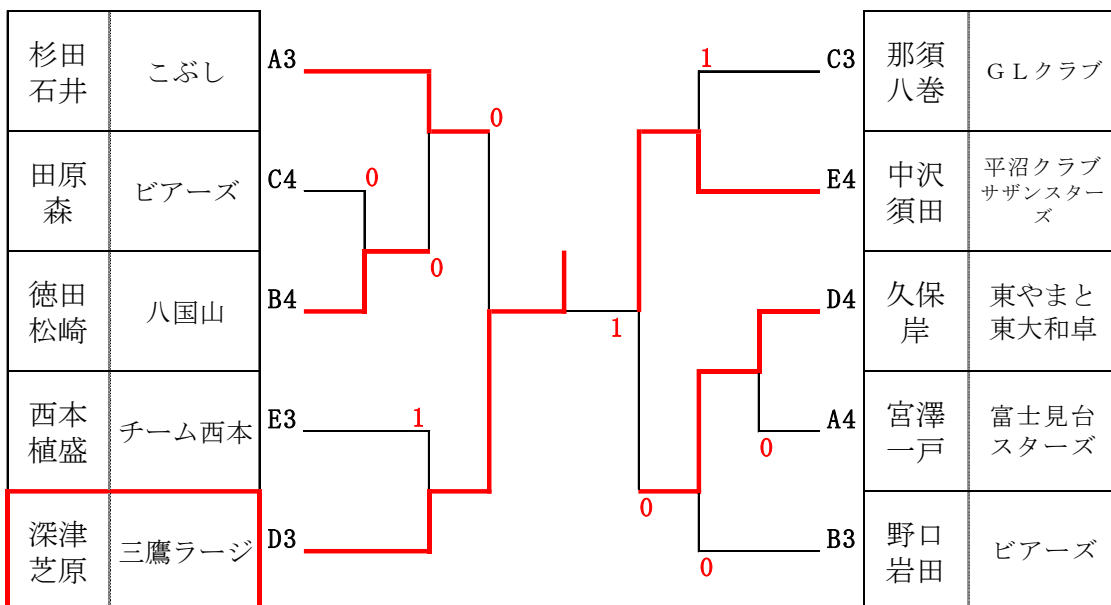 杉田
石井
こぶし
A3
田原
森
ビアーズ
C4
徳田
松崎
八国山
B4
西本
植盛
チーム西本
E3
深津
芝原
三鷹ラージ
D3
0
0
0
1
1
1
0
0
0
C3
那須
八巻
GLクラブ
E4
中沢
須田
平沼クラブ
サザンスター
ズ
D4
久保
岸
東やまと
東大和卓
A4
宮澤
一戸
富士見台
スターズ
B3
野口
岩田
ビアーズ